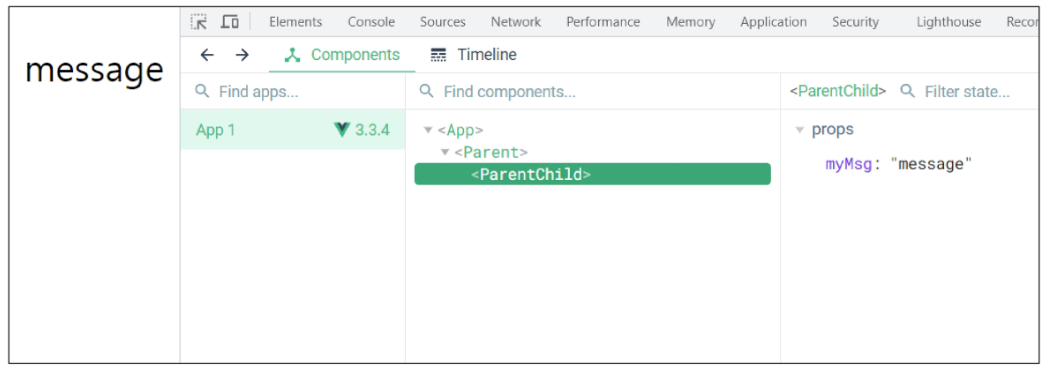 message
Elements Console Sources Network Performance Memory Application Security Lighthouse Recor
Components Timeline
Find apps... Find components... <ParentChild> Filter state...
App 1 3.3.4 <App> props
<Parent> myMsg: "message"
<ParentChild>